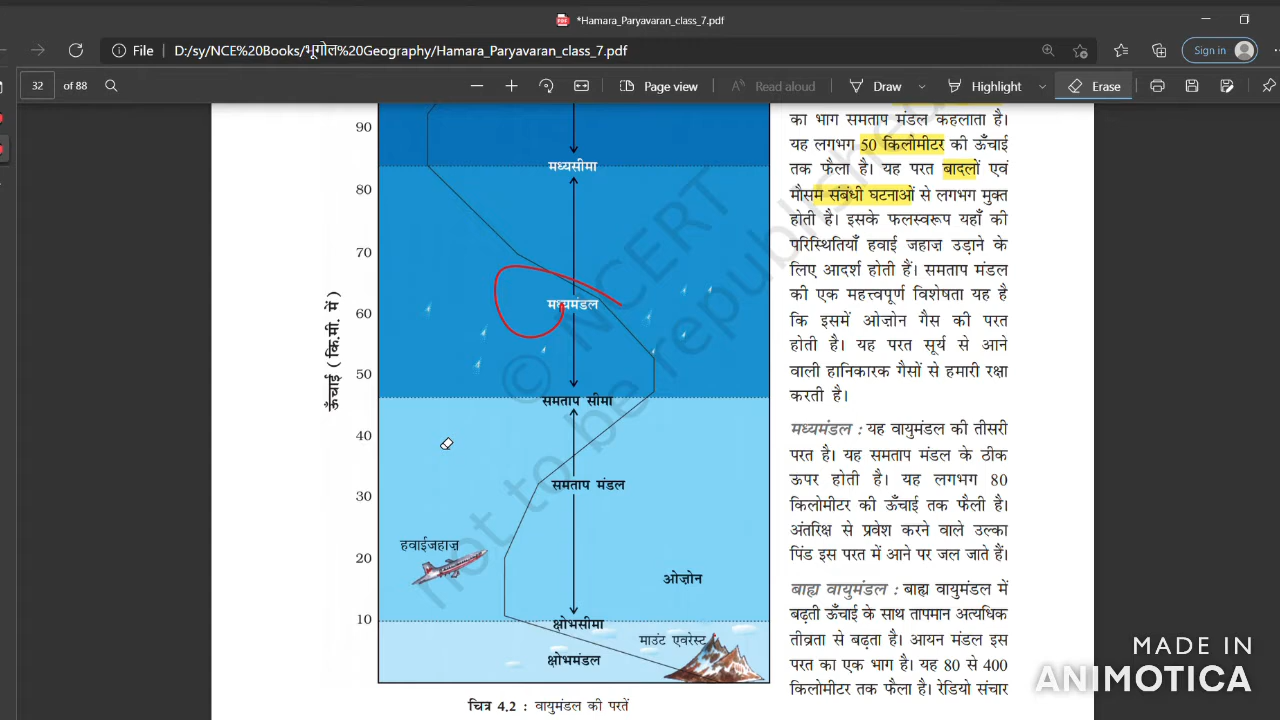 *Hamara_Paryavaran_class_7.pdf
File D:/sy/NCE%20Books/भूगोल%20Geography/Hamara_Paryavaran_class_7.pdf
Sign in
32 of 88
Page view
Read aloud
Draw
Highlight
Erase
90
मध्यसीमा
80
70
मध्यमंडल
60
50
समताप सीमा
40
समताप मंडल
30
हवाईजहाज़
20
ओज़ोन
10
क्षोभसीमा
माउंट एवरेस्ट
क्षोभमंडल
ऊँचाई ( कि.मी. में )
© NCERT
not to be republished
चित्र 4.2 : वायुमंडल की परतें
का भाग समताप मंडल कहलाता है।
यह लगभग 50 किलोमीटर की ऊँचाई
तक फैला है। यह परत बादलों एवं
मौसम संबंधी घटनाओं से लगभग मुक्त
होती है। इसके फलस्वरूप यहाँ की
परिस्थितियाँ हवाई जहाज़ उड़ाने के
लिए आदर्श होती हैं। समताप मंडल
की एक महत्त्वपूर्ण विशेषता यह है
कि इसमें ओज़ोन गैस की परत
होती है। यह परत सूर्य से आने
वाली हानिकारक गैसों से हमारी रक्षा
करती है।
मध्यमंडल : यह वायुमंडल की तीसरी
परत है। यह समताप मंडल के ठीक
ऊपर होती है। यह लगभग 80
किलोमीटर की ऊँचाई तक फैली है।
अंतरिक्ष से प्रवेश करने वाले उल्का
पिंड इस परत में आने पर जल जाते हैं।
बाह्य वायुमंडल : बाह्य वायुमंडल में
बढ़ती ऊँचाई के साथ तापमान अत्यधिक
तीव्रता से बढ़ता है। आयन मंडल इस
परत का एक भाग है। यह 80 से 400
किलोमीटर तक फैला है। रेडियो संचार
MADE IN
ANIMOTICA